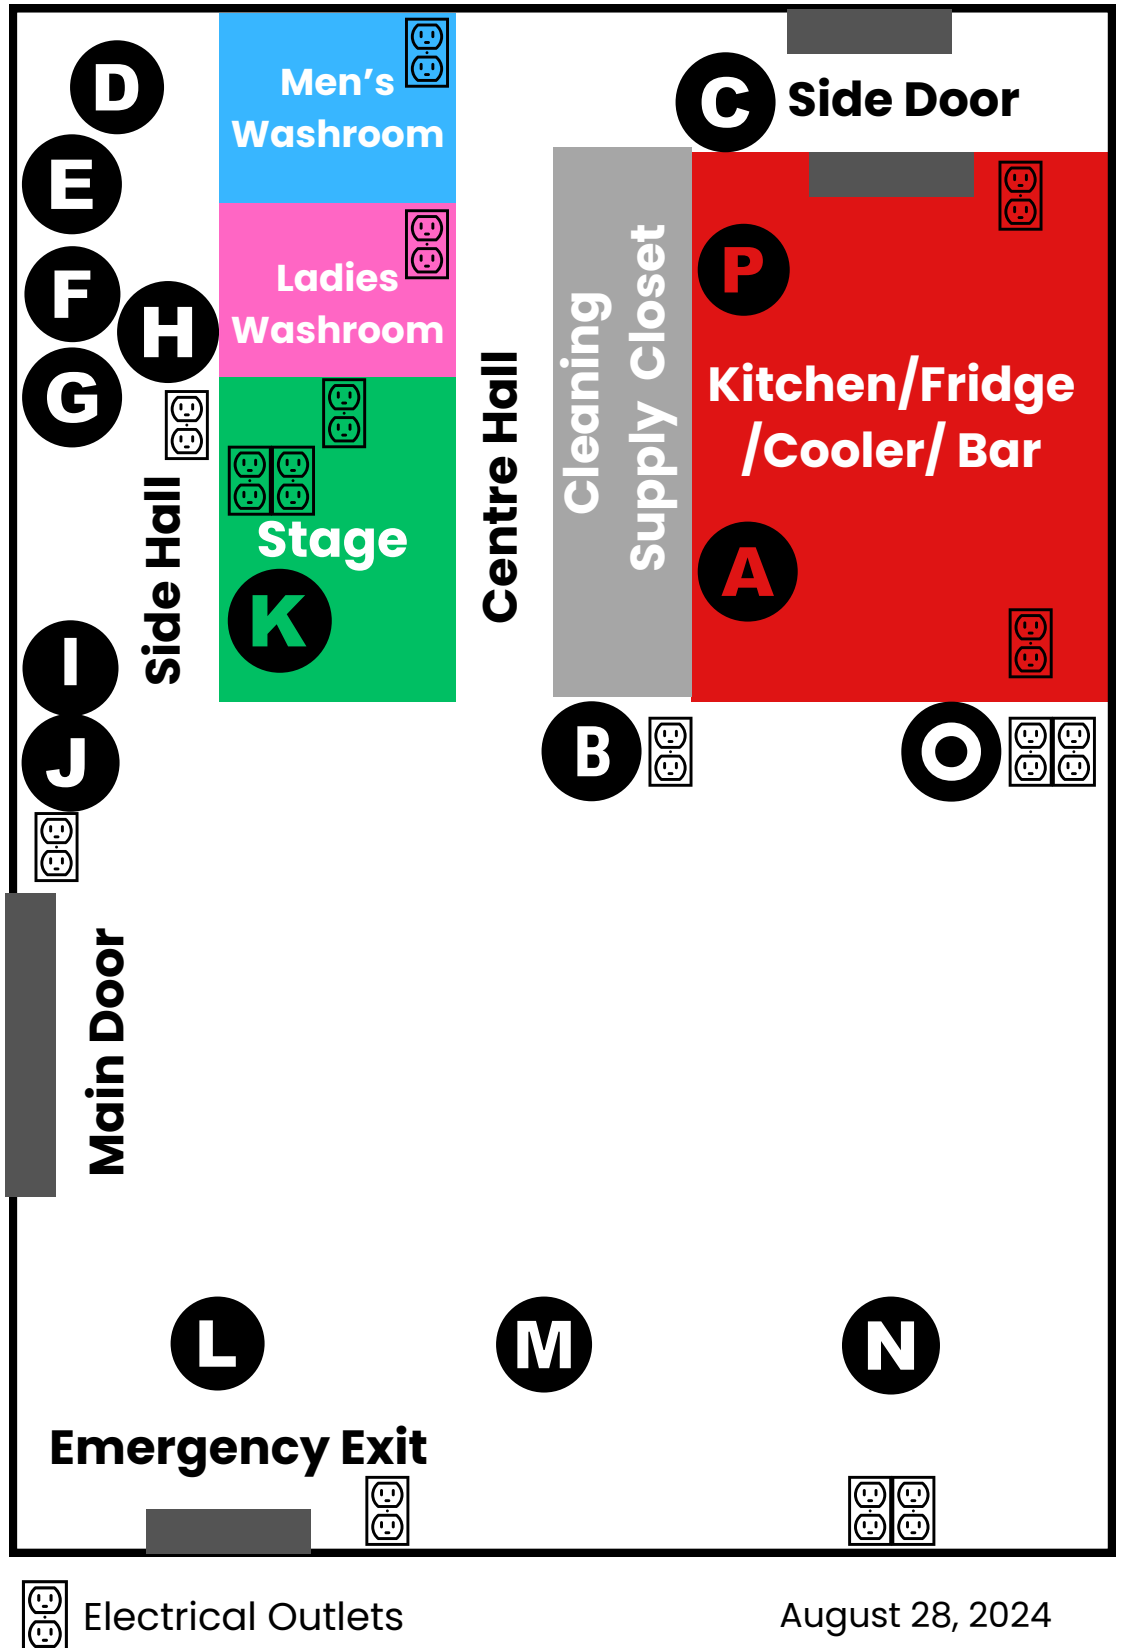 D
Men’s
Washroom
C
Side Door
E
P
F
H
Ladies
Washroom
G
Side Hall
Centre Hall
Cleaning
Supply Closet
Kitchen/Fridge
/Cooler/ Bar
Stage
K
A
I
J
B
O
Main Door
L
M
N
Emergency Exit
Electrical Outlets
August 28, 2024